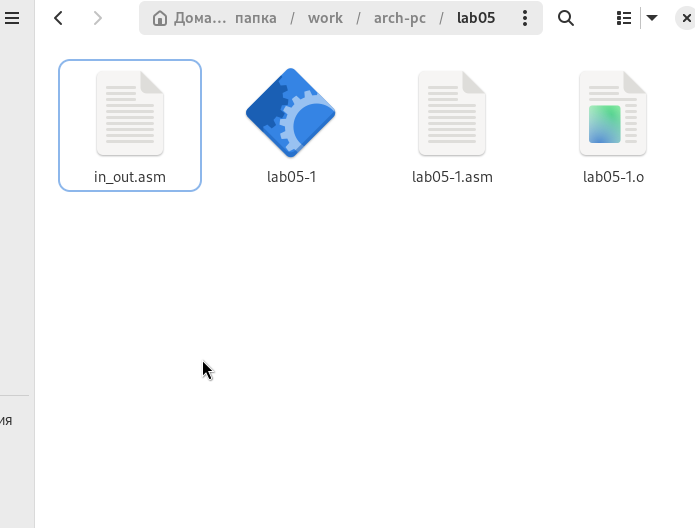 Дома… папка / work / arch-pc / lab05
in_out.asm
lab05-1
lab05-1.asm
lab05-1.o
ия